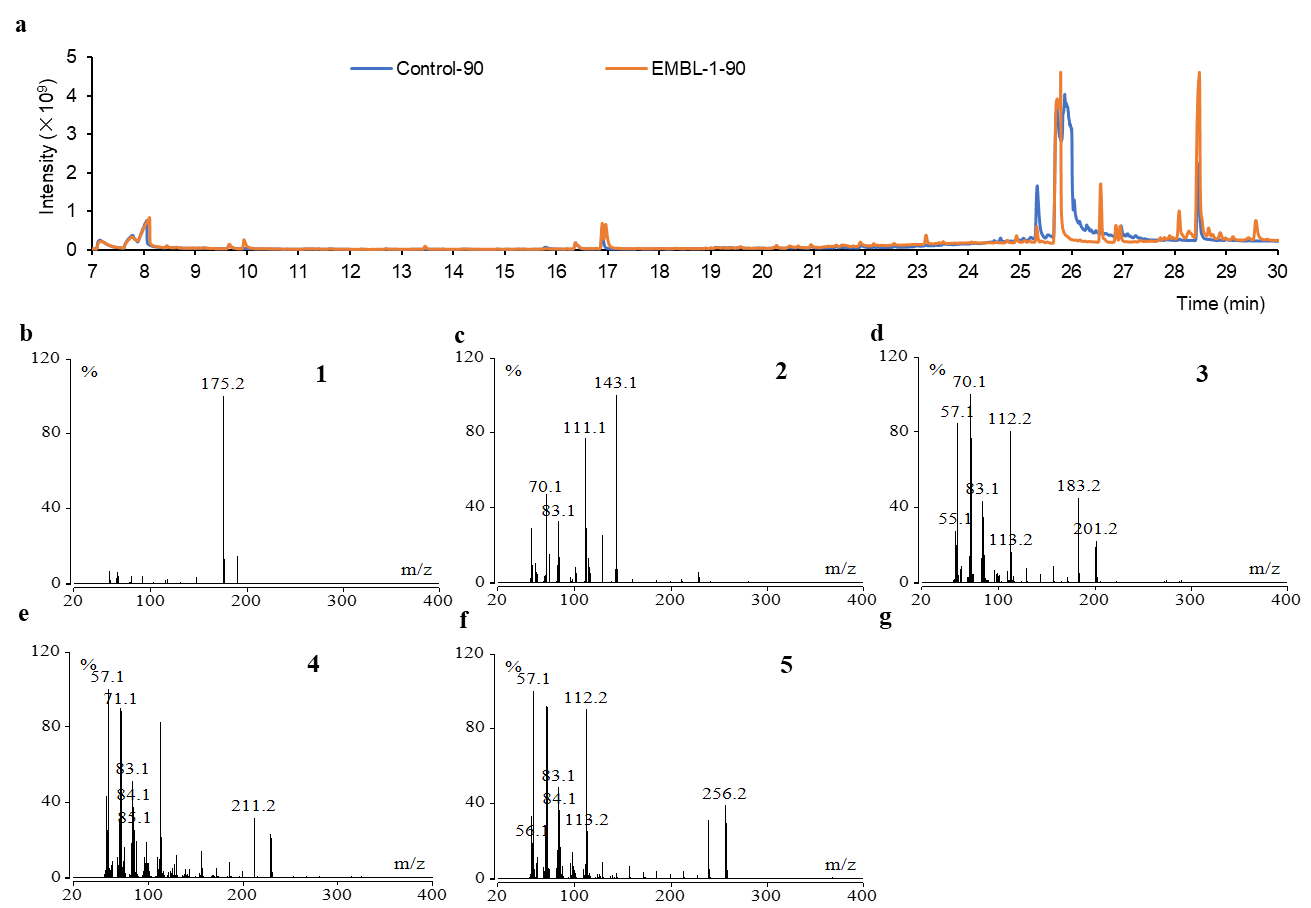 a
Control-90 EMBL-1-90
Intensity (×10⁹)
5
4
3
2
1
0
7 8 9 10 11 12 13 14 15 16 17 18 19 20 21 22 23 24 25 26 27 28 29 30
Time (min)
b
1
%
120
80
40
0
175.2
m/z
20 100 200 300 400
c
2
%
120
80
40
0
143.1
111.1
70.1
83.1
m/z
20 100 200 300 400
d
3
%
120
80
40
0
70.1
57.1
112.2
83.1
183.2
55.1
113.2
201.2
m/z
20 100 200 300 400
e
4
%
120
80
40
0
57.1
71.1
83.1
84.1
85.1
211.2
m/z
20 100 200 300 400
f
5
%
120
80
40
0
57.1
112.2
83.1
84.1
256.2
113.2
56.1
m/z
20 100 200 300 400
g